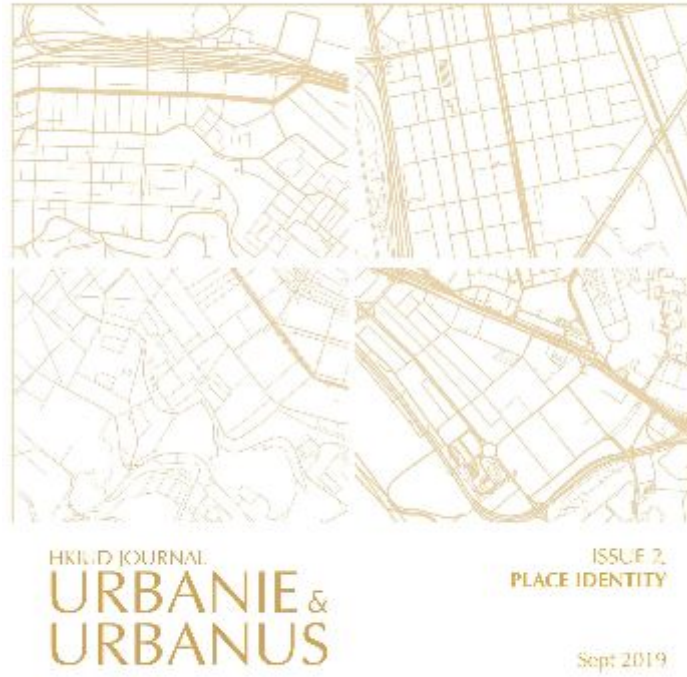 HKIUD JOURNAL
URBANIE &
URBANUS
ISSUE 2,
PLACE IDENTITY
Sept 2019